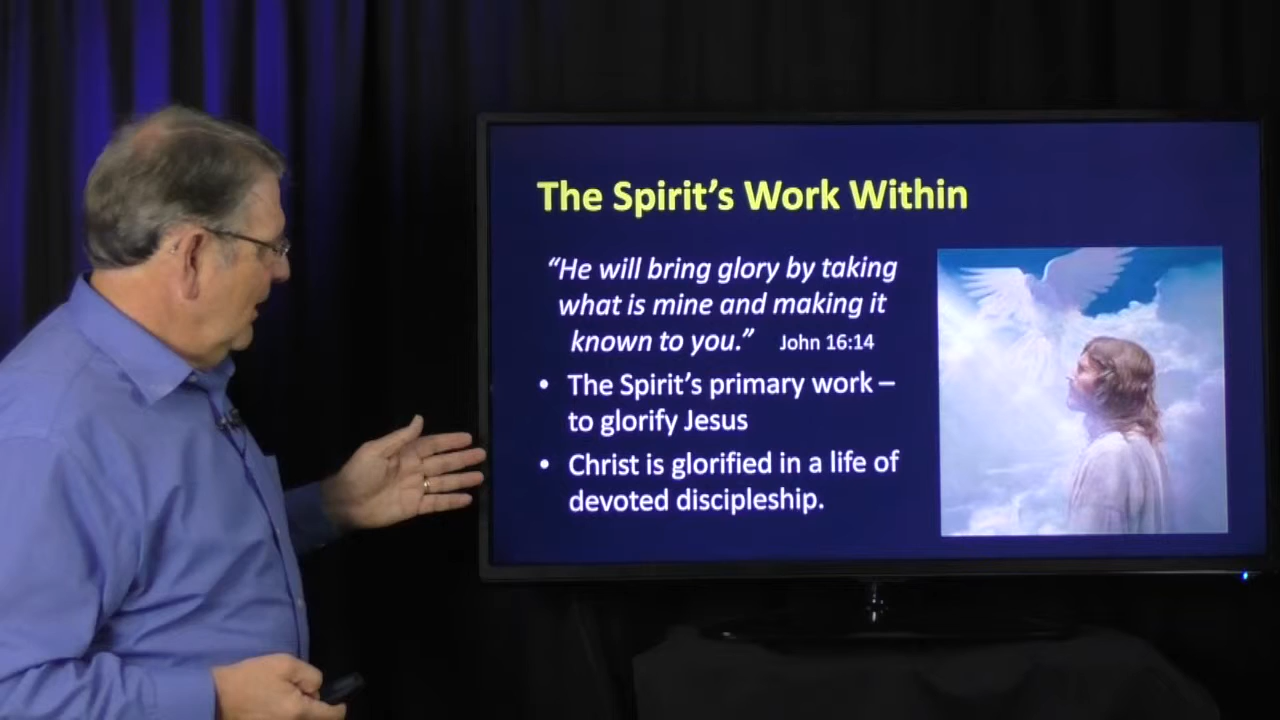 The Spirit's Work Within
“He will bring glory by taking
what is mine and making it
known to you.” John 16:14
• The Spirit's primary work –
to glorify Jesus
• Christ is glorified in a life of
devoted discipleship.